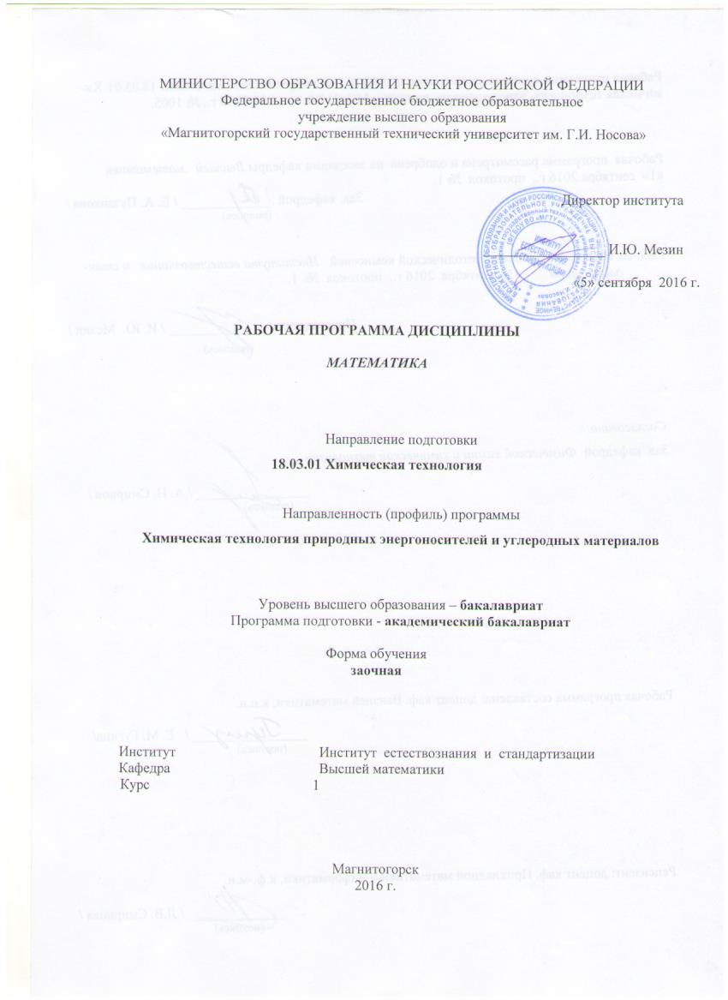 МИНИСТЕРСТВО ОБРАЗОВАНИЯ И НАУКИ РОССИЙСКОЙ ФЕДЕРАЦИИ
Федеральное государственное бюджетное образовательное
учреждение высшего образования
«Магнитогорский государственный технический университет им. Г.И. Носова»
Директор института
И.Ю. Мезин
«5» сентября 2016 г.
ИНСТИТУТ
ЕСТЕСТВОЗНАНИЯ
И СТАНДАРТИЗАЦИИ
РАБОЧАЯ ПРОГРАММА ДИСЦИПЛИНЫ
МАТЕМАТИКА
Направление подготовки
18.03.01 Химическая технология
Направленность (профиль) программы
Химическая технология природных энергоносителей и углеродных материалов
Уровень высшего образования – бакалавриат
Программа подготовки - академический бакалавриат
Форма обучения
заочная
Институт Институт естествознания и стандартизации
Кафедра Высшей математики
Курс 1
Магнитогорск
2016 г.